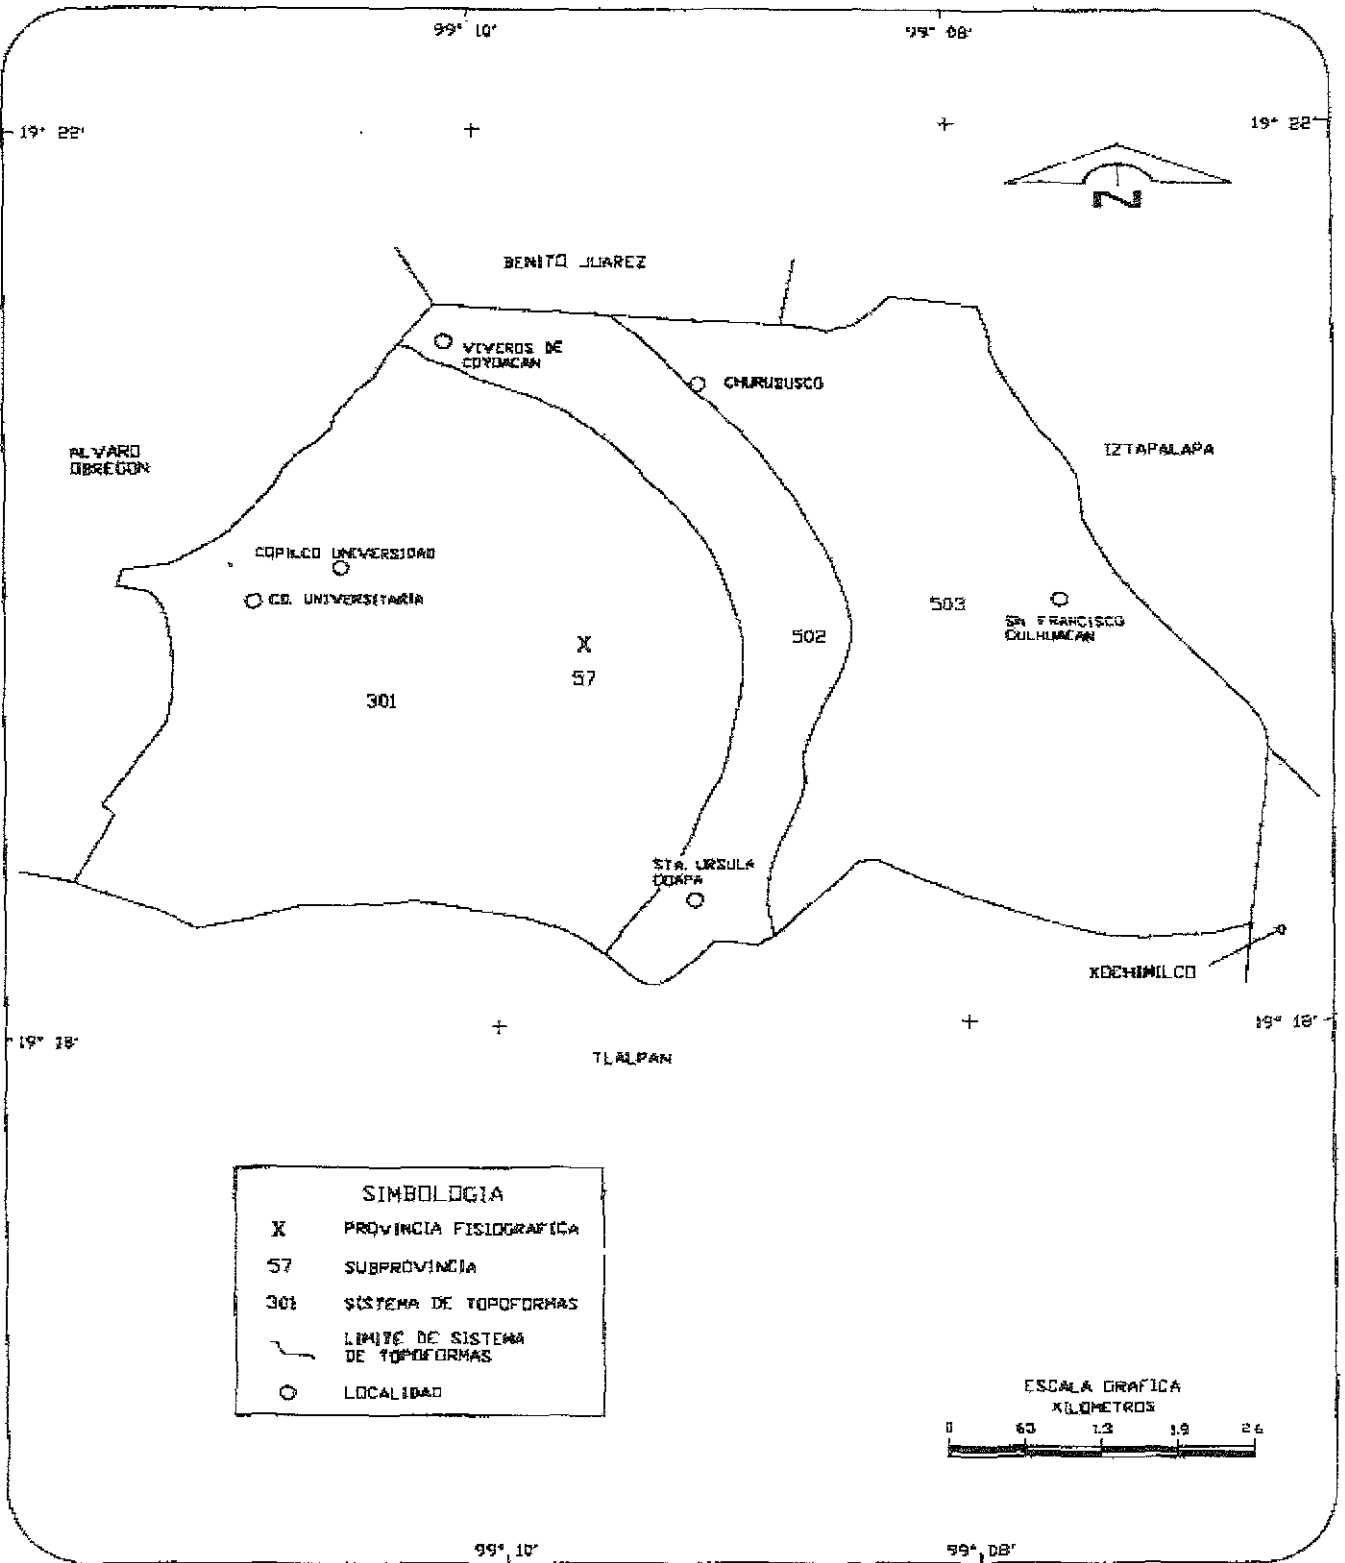 99° 10'
99° 08'
19° 22'
19° 22'
N
BENITO JUAREZ
VIVEROS DE
COYOACAN
CHURUBUSCO
ALVARO
OBREGON
IZTAPALAPA
COPILCO UNIVERSIDAD
CD. UNIVERSITARIA
503
SN FRANCISCO
CULHUACAN
502
X
57
301
STA. URSULA
COAPA
XOCHIMILCO
19° 18'
19° 18'
TLALPAN
SIMBOLOGIA
X PROVINCIA FISIOGRAFICA
57 SUBPROVINCIA
301 SISTEMA DE TOPOFORMAS
LIMITE DE SISTEMA
DE TOPOFORMAS
LOCALIDAD
ESCALA GRAFICA
KILOMETROS
0 63 1.3 1.9 2.6
99° 10'
99° 08'